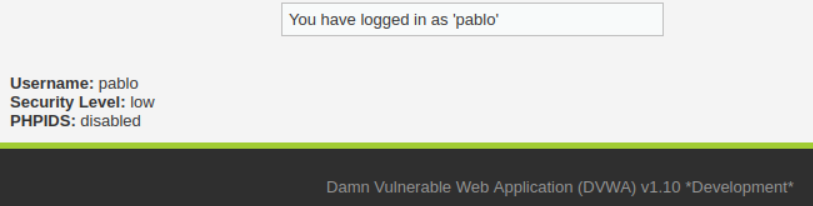 You have logged in as 'pablo'
Username: pablo
Security Level: low
PHPIDS: disabled
Damn Vulnerable Web Application (DVWA) v1.10 *Development*